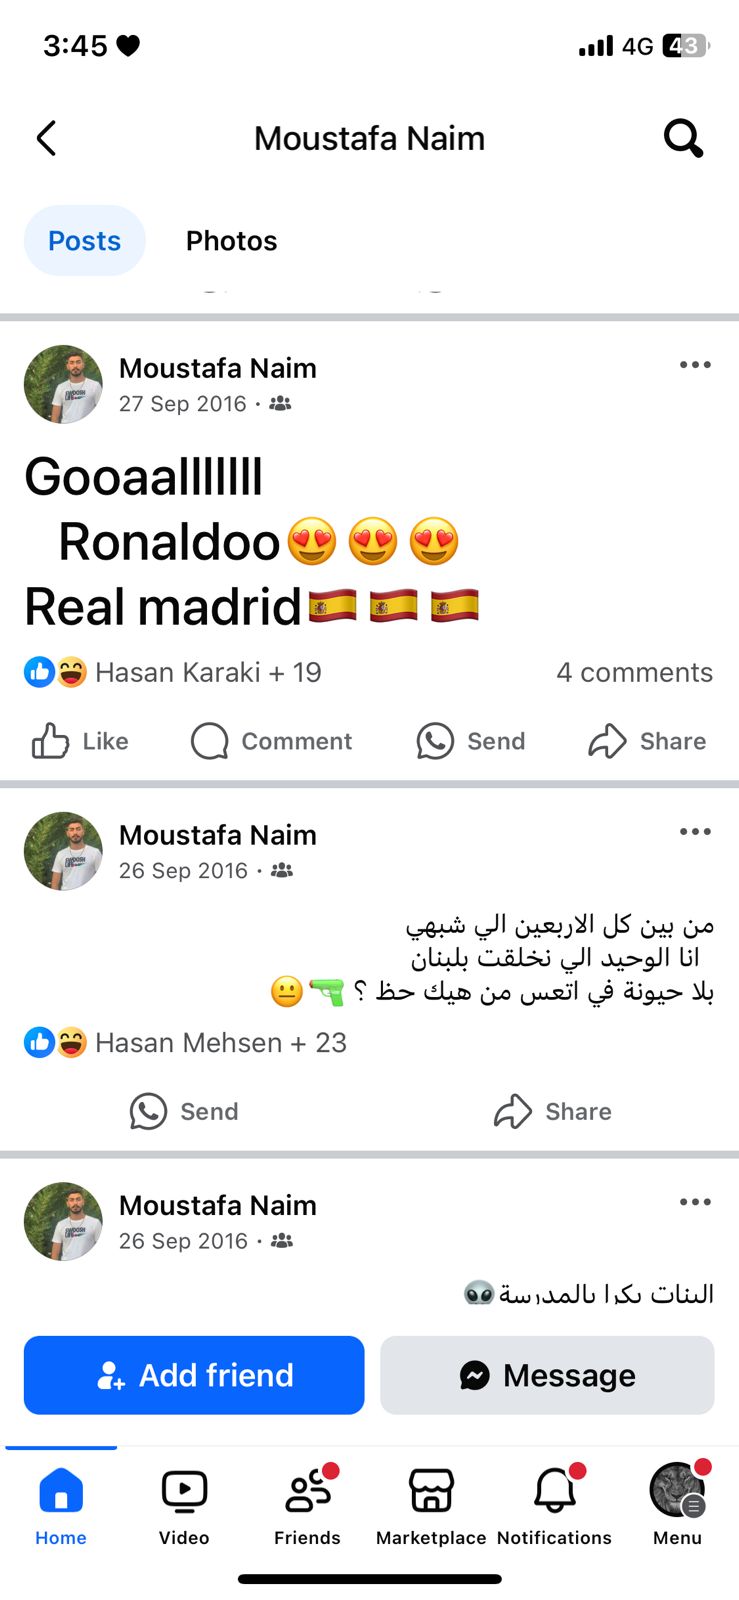 3:45
4G 43
Moustafa Naim
Posts Photos
Moustafa Naim
27 Sep 2016 ·
Gooaalllllll
Ronaldoo😍😍😍
Real madrid🇪🇸🇪🇸🇪🇸
Hasan Karaki + 19 4 comments
Like Comment Send Share
Moustafa Naim
26 Sep 2016 ·
من بين كل الاربعين الي شبهي
انا الوحيد الي نخلقت بلبنان
بلا حيونة في اتعس من هيك حظ ؟ 🔫😐
Hasan Mehsen + 23
Send Share
Moustafa Naim
26 Sep 2016 ·
البنات بكرا بالمدرسة👽
Add friend Message
Home Video Friends Marketplace Notifications Menu